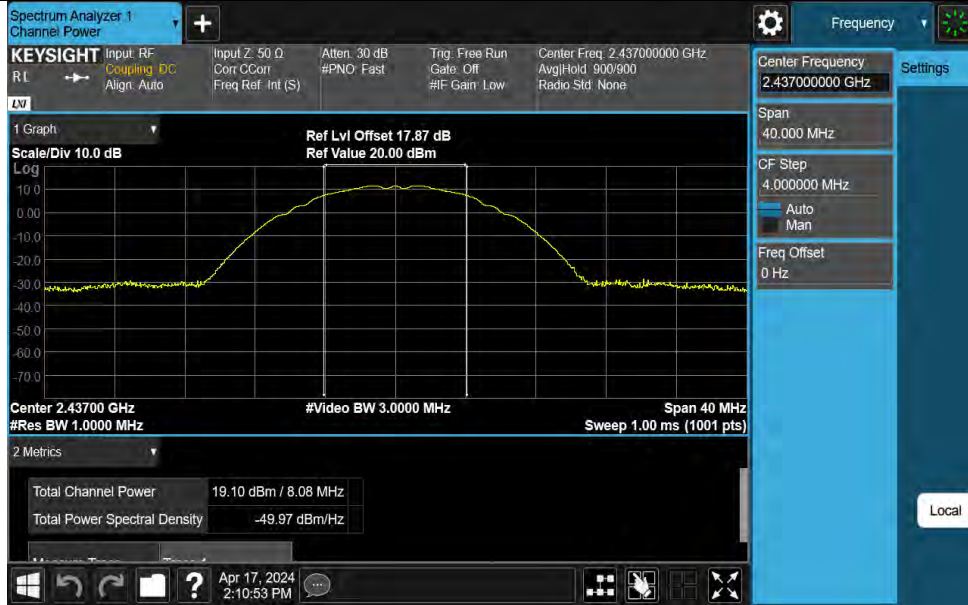 Spectrum Analyzer 1
Channel Power
+
Frequency
KEYSIGHT
Input: RF
Coupling: DC
Align: Auto
Input Z: 50 Ω
Corr CCorr
Freq Ref: Int (S)
Atten: 30 dB
#PNO: Fast
Trig: Free Run
Gate: Off
#IF Gain: Low
Center Freq: 2.437000000 GHz
Avg|Hold: 900/900
Radio Std: None
LXI
Center Frequency
2.437000000 GHz
Settings
Span
40.000 MHz
CF Step
4.000000 MHz
Auto
Man
Freq Offset
0 Hz
Local
1 Graph
Scale/Div 10.0 dB
Ref Lvl Offset 17.87 dB
Ref Value 20.00 dBm
Log
10.0
0.00
-10.0
-20.0
-30.0
-40.0
-50.0
-60.0
-70.0
Center 2.43700 GHz
#Video BW 3.0000 MHz
Span 40 MHz
#Res BW 1.0000 MHz
Sweep 1.00 ms (1001 pts)
2 Metrics
Total Channel Power 19.10 dBm / 8.08 MHz
Total Power Spectral Density -49.97 dBm/Hz
?
Apr 17, 2024
2:10:53 PM